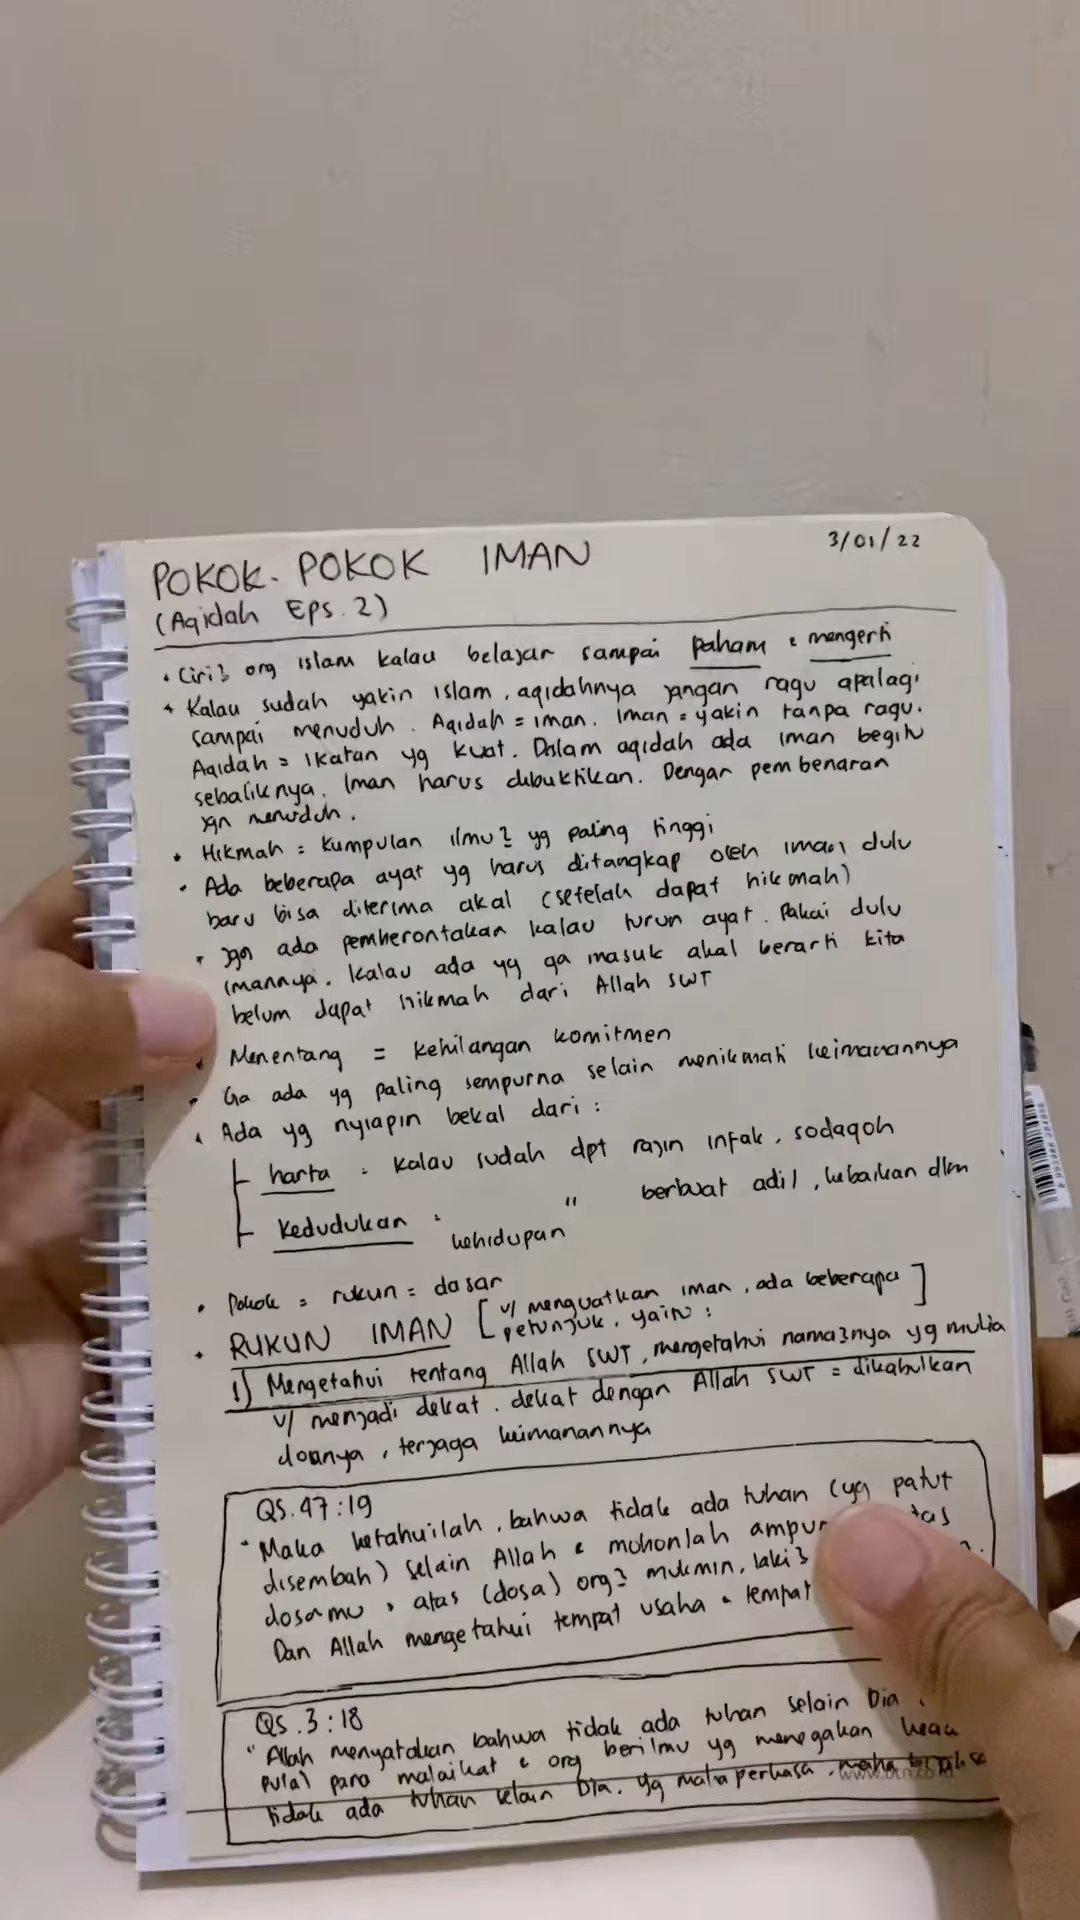 POKOK-POKOK IMAN
3/01/22
(Aqidah Eps. 2)
• Ciri2 org islam kalau belajar sampai paham & mengerti
• Kalau sudah yakin islam, aqidahnya jangan ragu apalagi
sampai menuduh. Aqidah = iman. Iman = yakin tanpa ragu.
Aqidah = Ikatan yg kuat. Dalam aqidah ada iman begitu
sebaliknya. Iman harus dibuktikan. Dengan pembenaran
jgn menuduh.
• Hikmah = kumpulan ilmu2 yg paling tinggi
• Ada beberapa ayat yg harus ditangkap oleh iman dulu
baru bisa diterima akal (setelah dapat hikmah)
• Jgn ada pemberontakan kalau turun ayat. Pakai dulu
imannya. Kalau ada yg ga masuk akal berarti kita
belum dapat hikmah dari Allah SWT
• Menentang = kehilangan komitmen
• Ga ada yg paling sempurna selain menikmati keimanannya
• Ada yg nyiapin bekal dari :
harta : kalau sudah dpt rajin infak, sodaqoh
kedudukan : " berbuat adil, kebaikan dlm
kehidupan
• Pokok = rukun = dasar
• RUKUN IMAN [u/ menguatkan iman, ada beberapa
petunjuk, yaitu : ]
1) Mengetahui tentang Allah SWT, mengetahui nama2nya yg mulia
u/ menjadi dekat. dekat dengan Allah SWT = dikabulkan
doanya, terjaga keimanannya
QS. 47:19
"Maka ketahuilah, bahwa tidak ada tuhan (yg patut
disembah) selain Allah & mohonlah
dosamu & atas (dosa) org2 mukmin, laki2
Dan Allah mengetahui tempat usaha & tempat
QS. 3:18
"Allah menyatakan bahwa tidak ada tuhan selain Dia
pula) para malaikat & org berilmu yg menegakan
tidak ada tuhan selain Dia. yg maha perkasa, maha